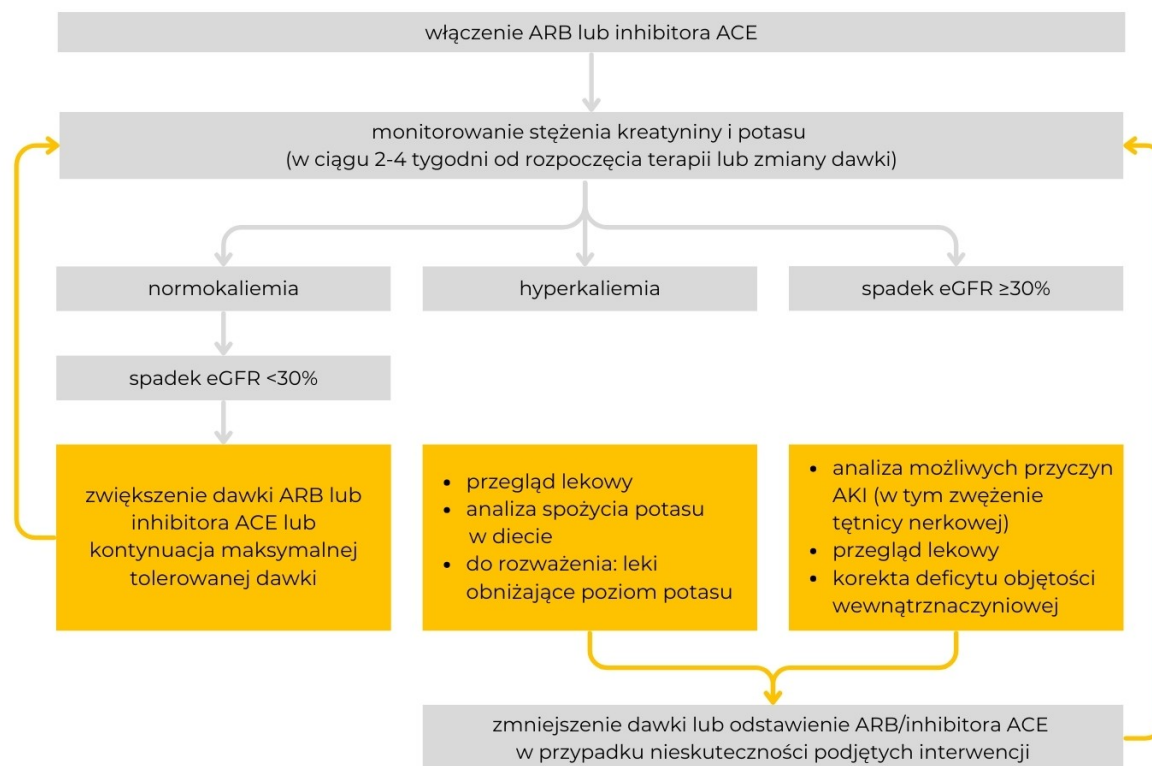 włączenie ARB lub inhibitora ACE
monitorowanie stężenia kreatyniny i potasu
(w ciągu 2-4 tygodni od rozpoczęcia terapii lub zmiany dawki)
normokaliemia
hyperkaliemia
spadek eGFR ≥30%
spadek eGFR <30%
zwiększenie dawki ARB lub
inhibitora ACE lub
kontynuacja maksymalnej
tolerowanej dawki
• przegląd lekowy
• analiza spożycia potasu
w diecie
• do rozważenia: leki
obniżające poziom potasu
• analiza możliwych przyczyn
AKI (w tym zwężenie
tętnicy nerkowej)
• przegląd lekowy
• korekta deficytu objętości
wewnątrznaczyniowej
zmniejszenie dawki lub odstawienie ARB/inhibitora ACE
w przypadku nieskuteczności podjętych interwencji